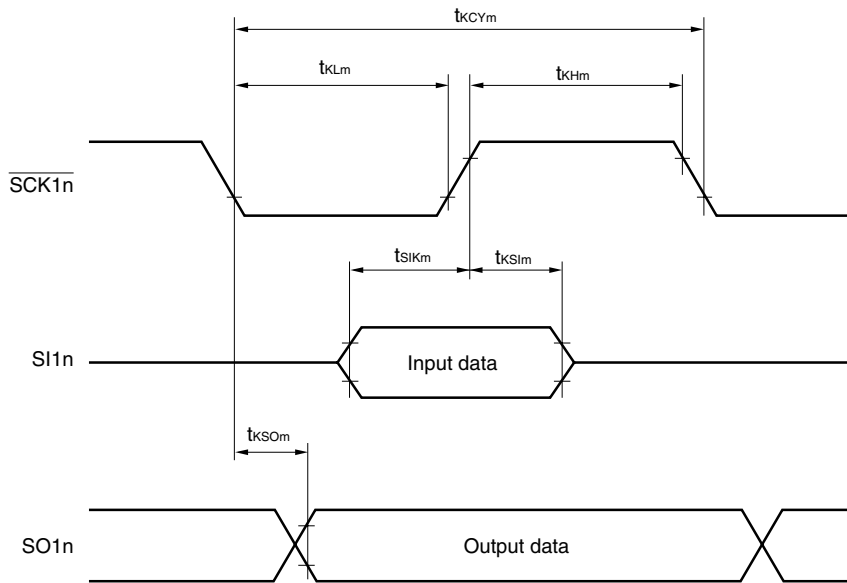 tKCYm
tKLm
tKHm
SCK1n
tSIKm
tKSIm
SI1n
Input data
tKSOm
SO1n
Output data